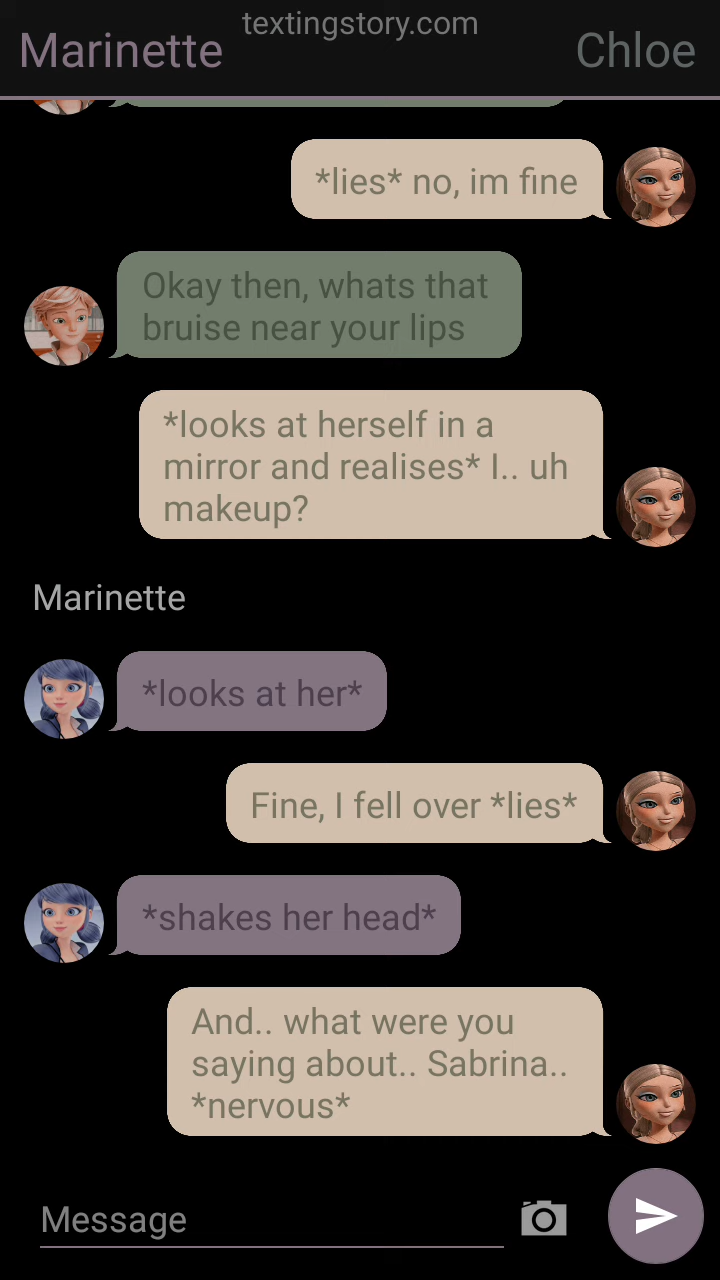 textingstory.com
Marinette
Chloe
*lies* no, im fine
Okay then, whats that
bruise near your lips
*looks at herself in a
mirror and realises* I.. uh
makeup?
Marinette
*looks at her*
Fine, I fell over *lies*
*shakes her head*
And.. what were you
saying about.. Sabrina..
*nervous*
Message